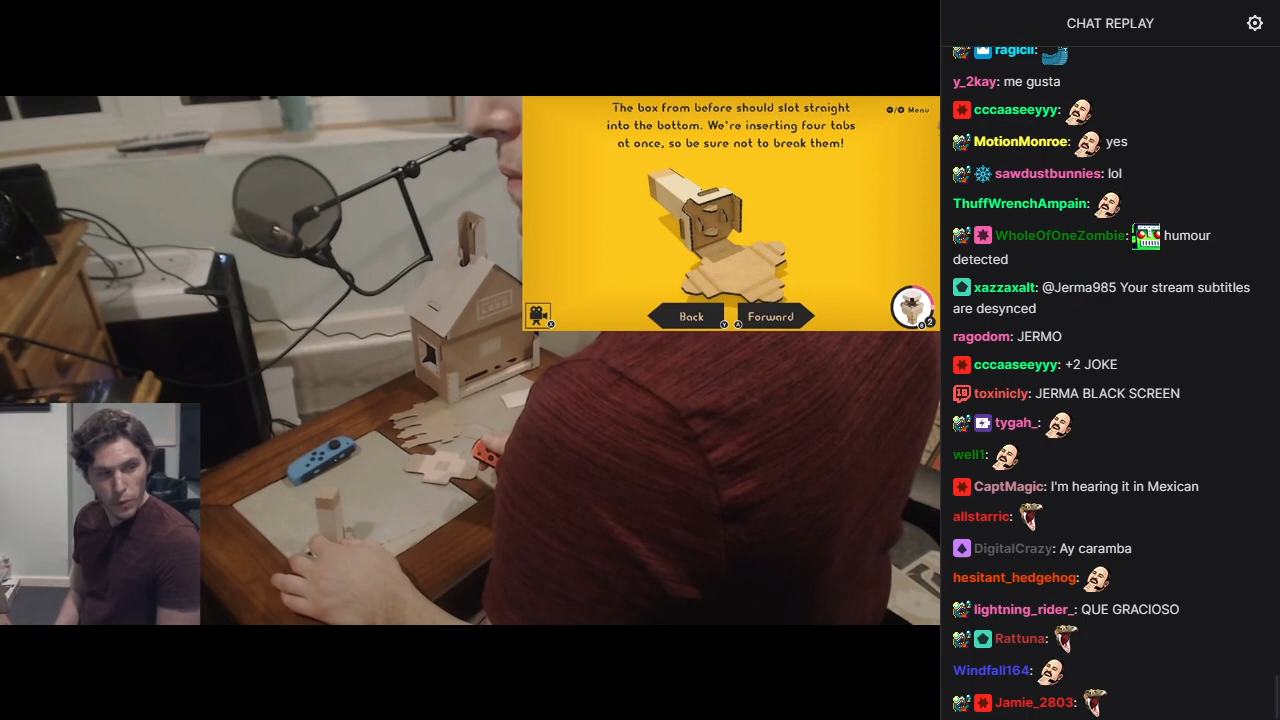 The box from before should slot straight
into the bottom. We're inserting four tabs
at once, so be sure not to break them!
Menu
Back
Forward
LABO
CHAT REPLAY
ragicii:
y_2kay: me gusta
cccaaseeyyy:
MotionMonroe: yes
sawdustbunnies: lol
ThuffWrenchAmpain:
WholeOfOneZombie: humour
detected
xazzaxalt: @Jerma985 Your stream subtitles
are desynced
ragodom: JERMO
cccaaseeyyy: +2 JOKE
toxinicly: JERMA BLACK SCREEN
tygah_:
well1:
CaptMagic: I'm hearing it in Mexican
allstarric:
DigitalCrazy: Ay caramba
hesitant_hedgehog:
lightning_rider_: QUE GRACIOSO
Rattuna:
Windfall164:
Jamie_2803: